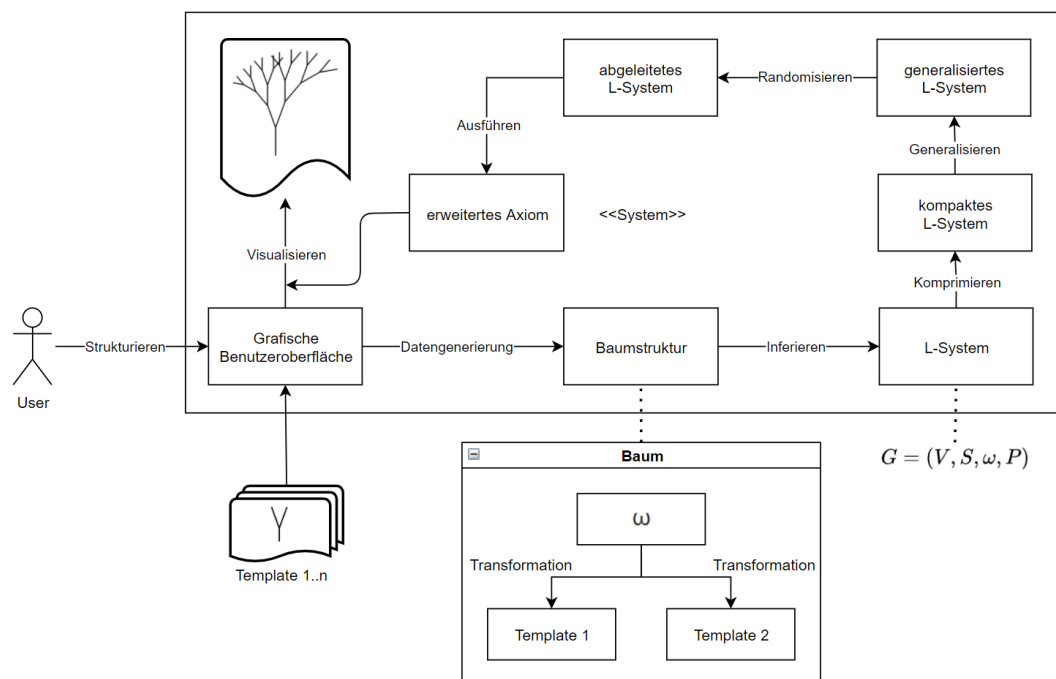 abgeleitetes
L-System
Randomisieren
generalisiertes
L-System
Ausführen
Generalisieren
erweitertes Axiom
<<System>>
kompaktes
L-System
Visualisieren
Komprimieren
User
Strukturieren
Grafische
Benutzeroberfläche
Datengenerierung
Baumstruktur
Inferieren
L-System
G = (V, S, ω, P)
Template 1..n
Baum
ω
Transformation
Transformation
Template 1
Template 2